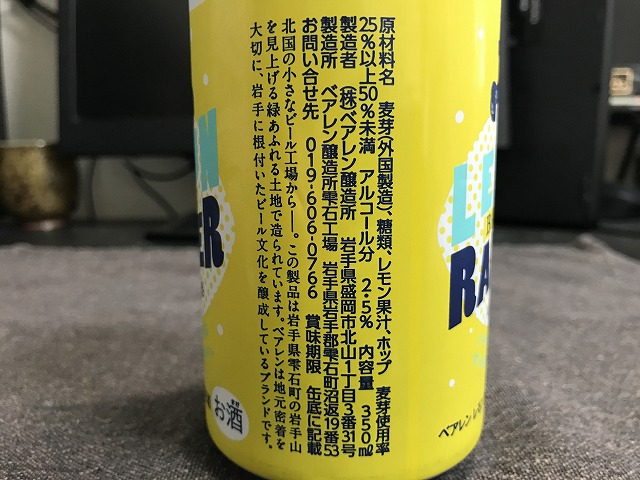 原材料名 麦芽(外国製造)、糖類、レモン果汁、ホップ 麦芽使用率
25%以上50%未満 アルコール分 2.5% 内容量 350㎖
製造者 ㈱ベアレン醸造所 岩手県盛岡市北山1丁目3番31号
製造所 ベアレン醸造所雫石工場 岩手県岩手郡雫石町沼返19番53
お問い合せ先 019-606-0766 賞味期限 缶底に記載
北国の小さなビール工場から―。この製品は岩手県雫石町の岩手山
を見上げる緑あふれる土地で造られています。ベアレンは地元密着を
大切に、岩手に根付いたビール文化を醸成しているブランドです。
お酒
ベアレン